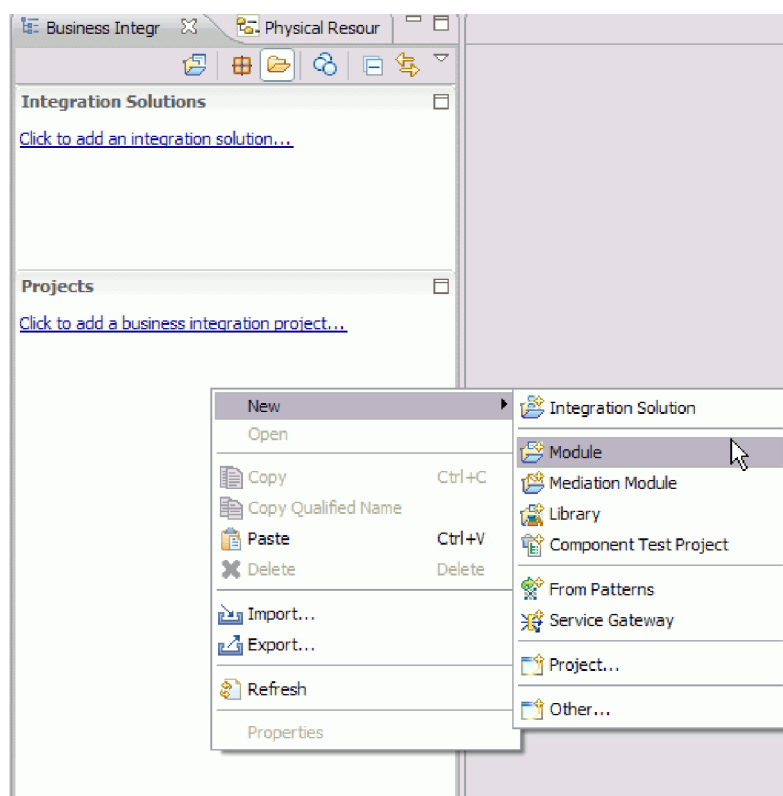 Business Integr
Physical Resour
Integration Solutions
Click to add an integration solution...
Projects
Click to add a business integration project...
New
Open
Copy Ctrl+C
Copy Qualified Name
Paste Ctrl+V
Delete Delete
Import...
Export...
Refresh
Properties
Integration Solution
Module
Mediation Module
Library
Component Test Project
From Patterns
Service Gateway
Project...
Other...